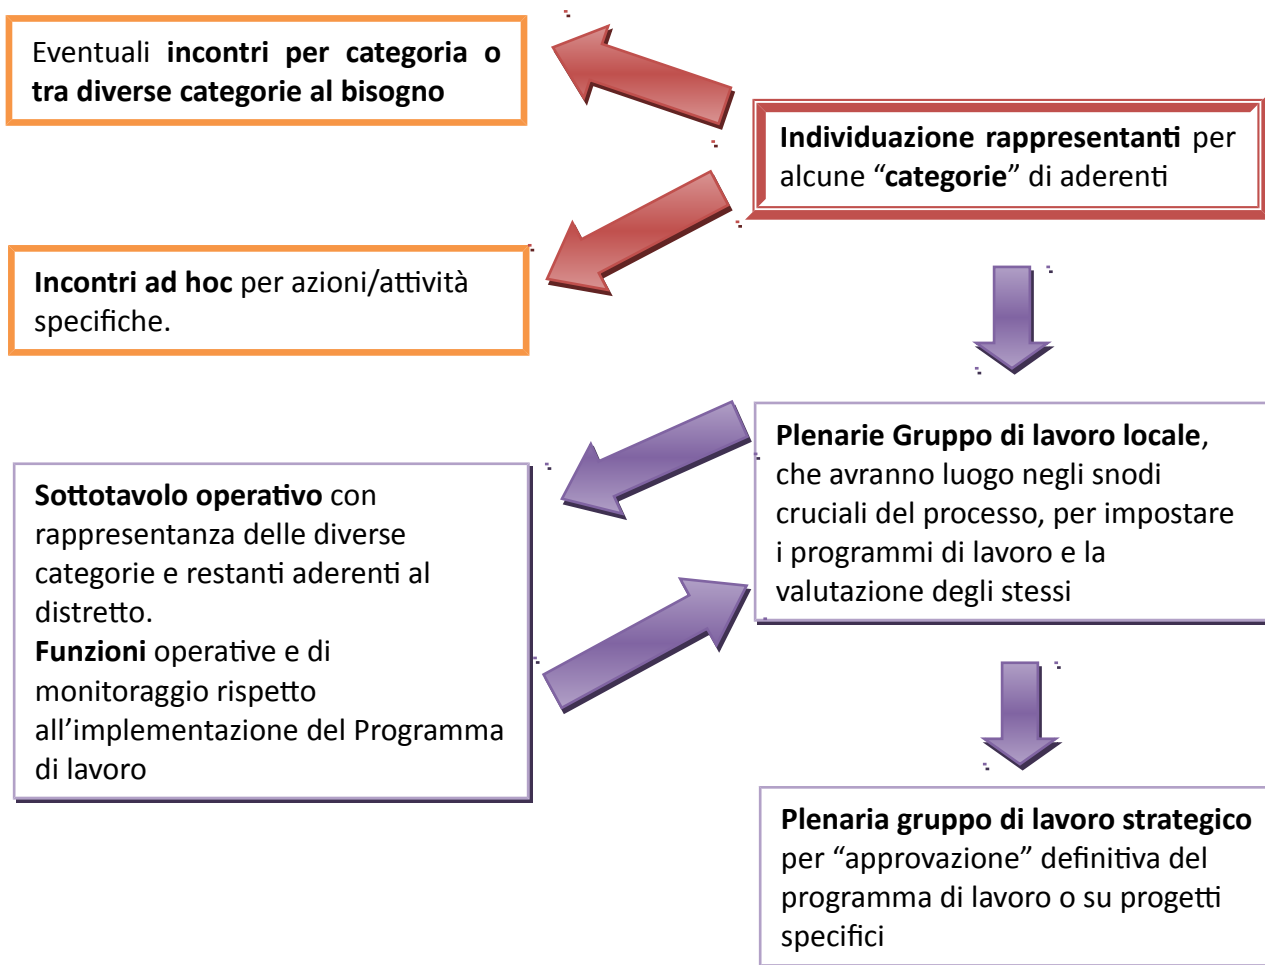 Eventuali incontri per categoria o
tra diverse categorie al bisogno
Individuazione rappresentanti per
alcune “categorie” di aderenti
Incontri ad hoc per azioni/attività
specifiche.
Plenarie Gruppo di lavoro locale,
che avranno luogo negli snodi
cruciali del processo, per impostare
i programmi di lavoro e la
valutazione degli stessi
Sottotavolo operativo con
rappresentanza delle diverse
categorie e restanti aderenti al
distretto.
Funzioni operative e di
monitoraggio rispetto
all’implementazione del Programma
di lavoro
Plenaria gruppo di lavoro strategico
per “approvazione” definitiva del
programma di lavoro o su progetti
specifici